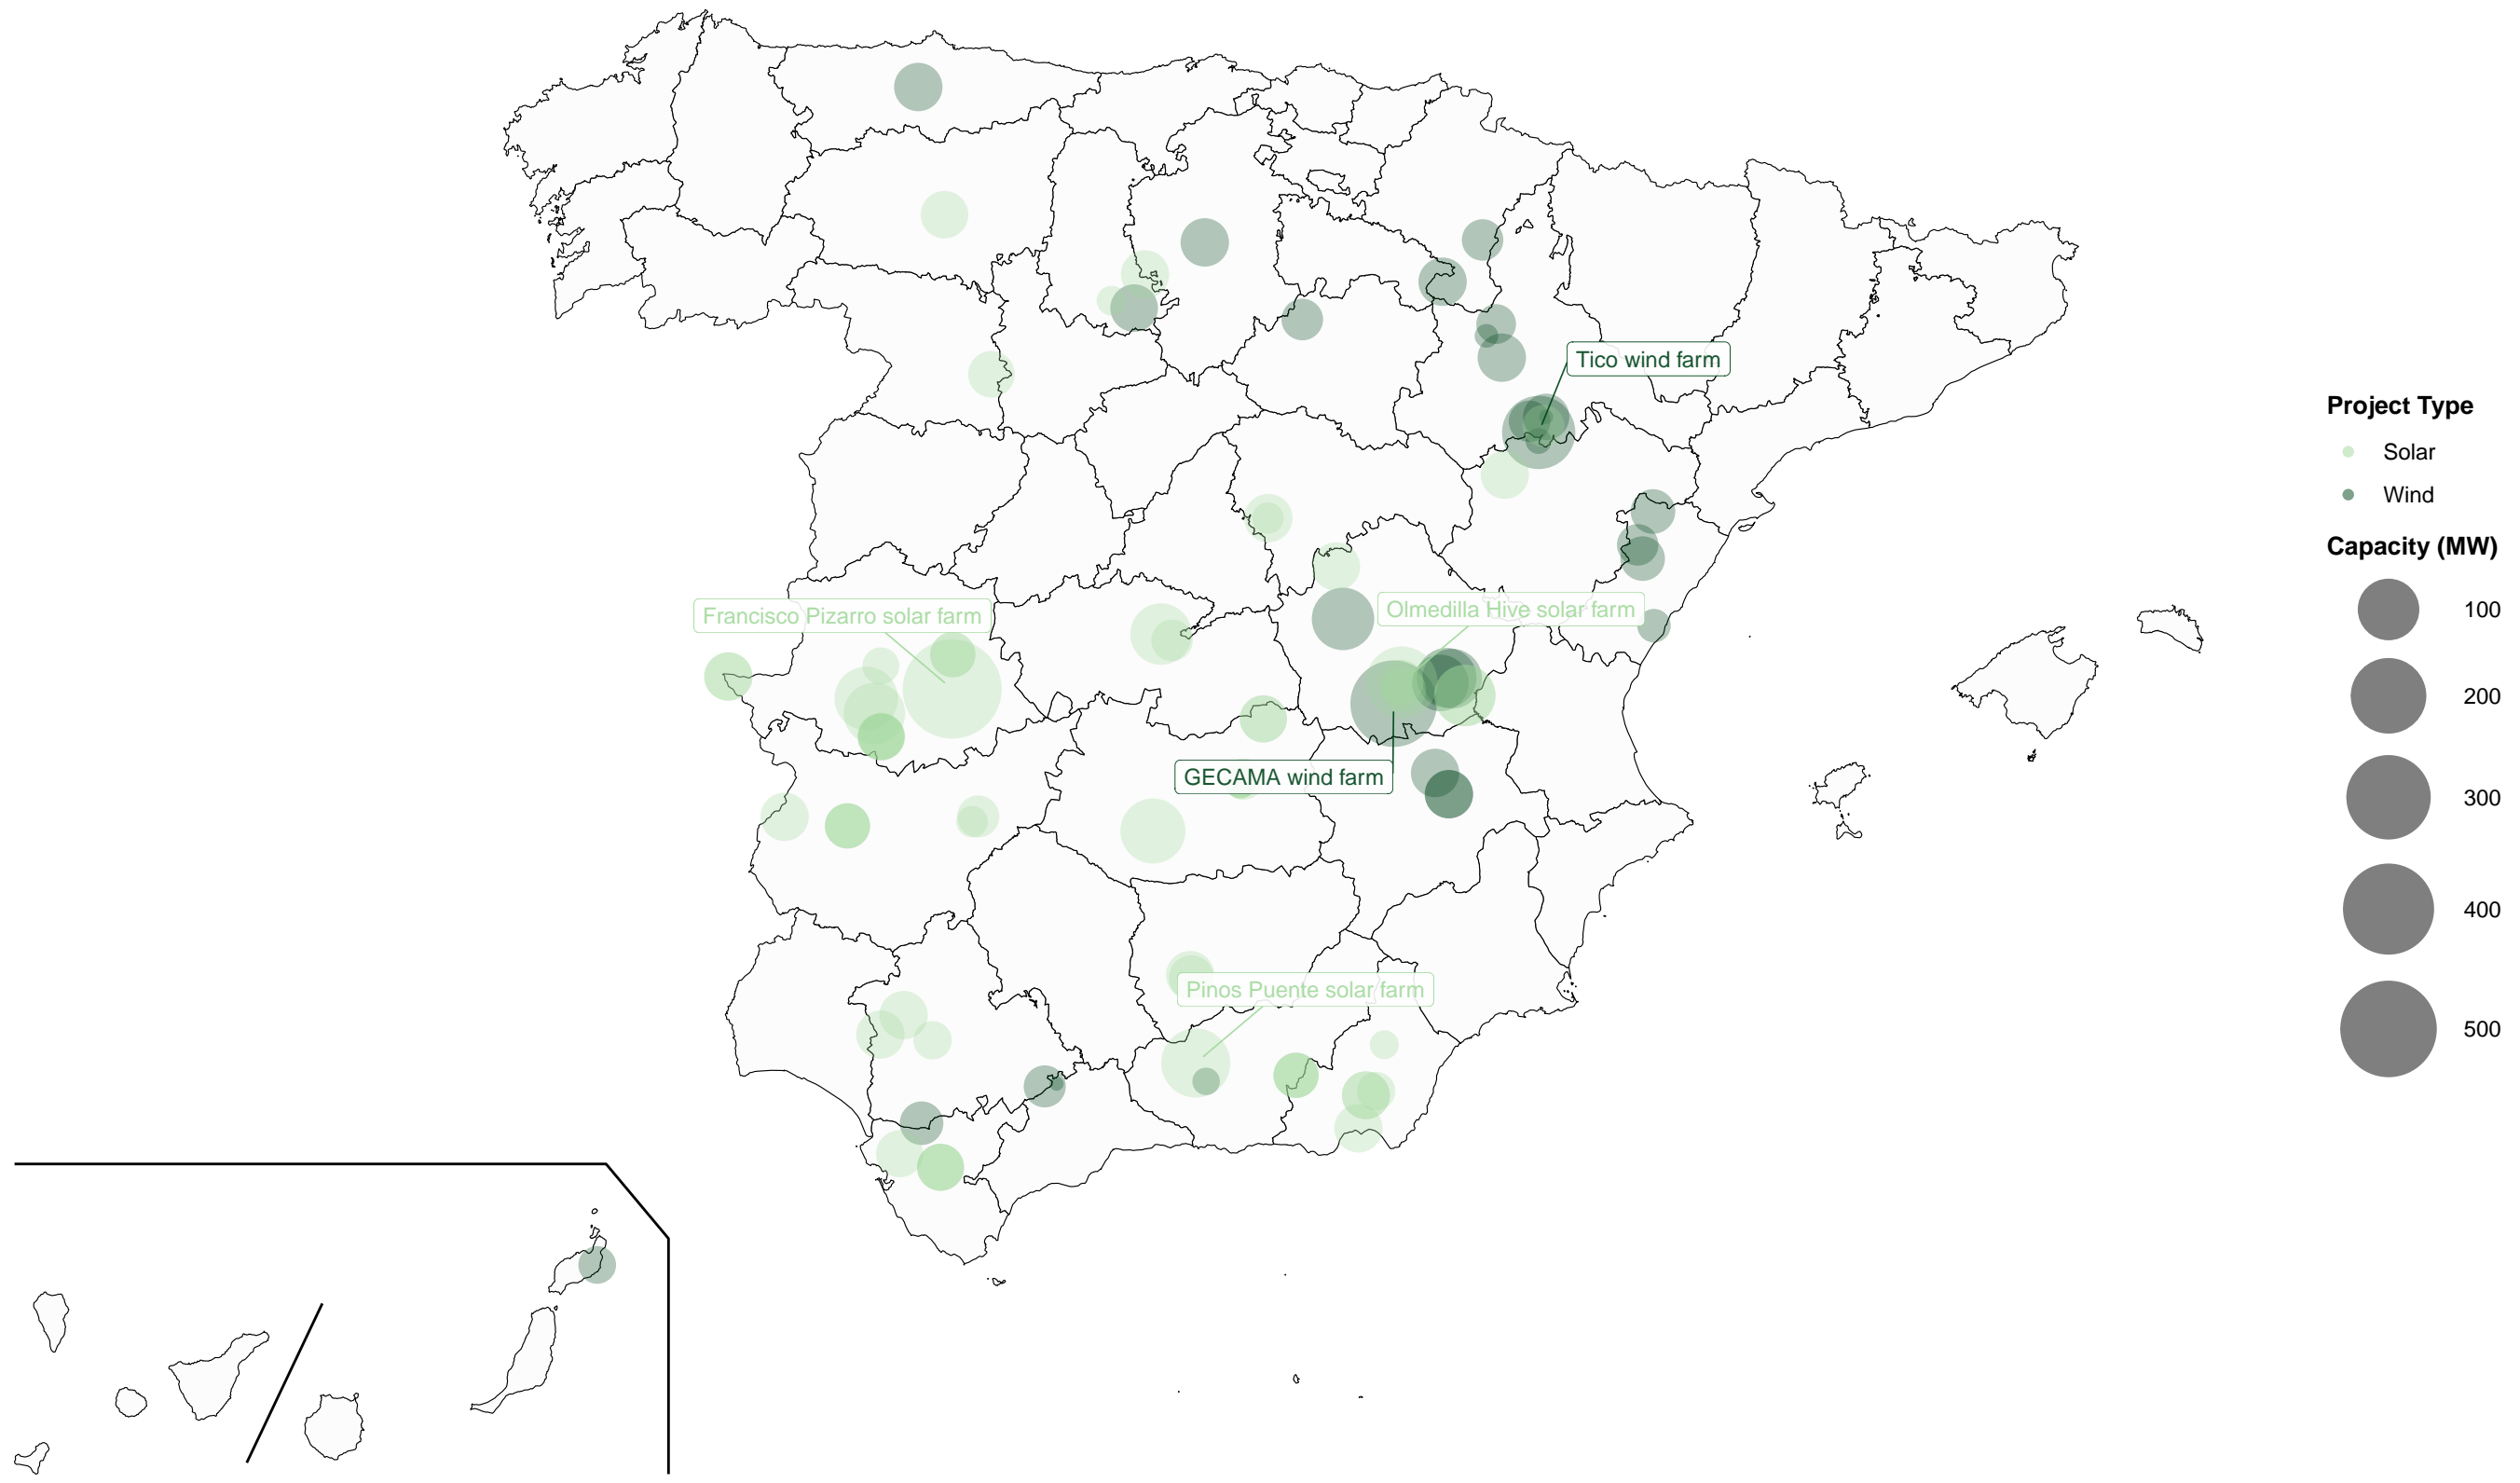 Tico wind farm
Project Type
Solar
Wind
Capacity (MW)
100
200
300
400
500
Francisco Pizarro solar farm
Olmedilla Hive solar farm
GECAMA wind farm
Pinos Puente solar farm